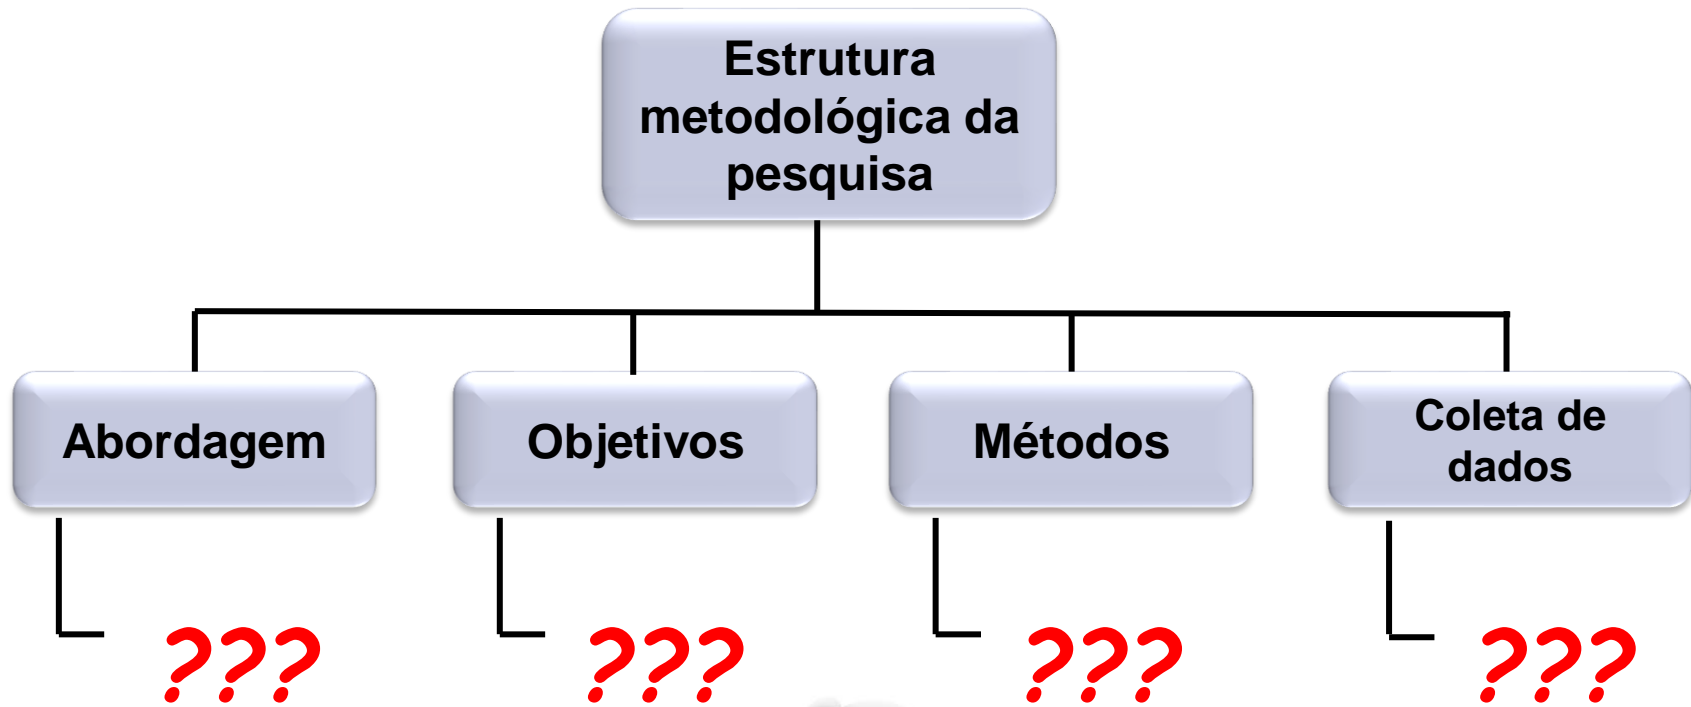 Estrutura
metodológica da
pesquisa
Abordagem
Objetivos
Métodos
Coleta de
dados
???
???
???
???